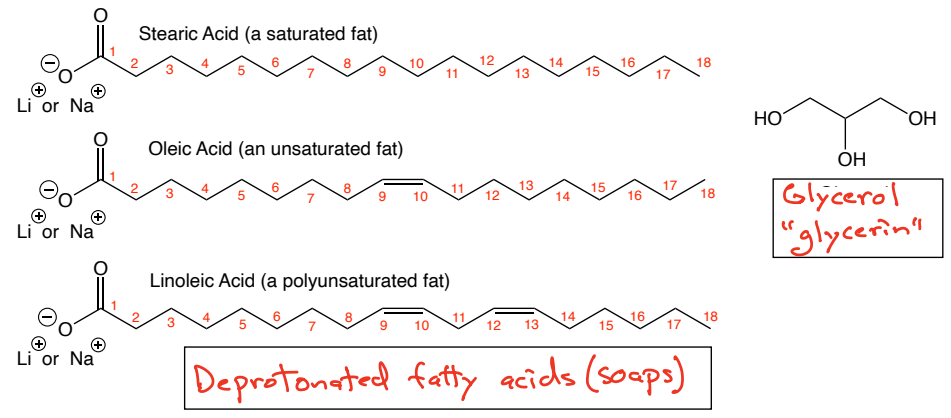 O
Stearic Acid (a saturated fat)
1 2 3 4 5 6 7 8 9 10 11 12 13 14 15 16 17 18
⊖
O
⊕ ⊕
Li or Na
O
Oleic Acid (an unsaturated fat)
1 2 3 4 5 6 7 8 9 10 11 12 13 14 15 16 17 18
⊖
O
⊕ ⊕
Li or Na
O
Linoleic Acid (a polyunsaturated fat)
1 2 3 4 5 6 7 8 9 10 11 12 13 14 15 16 17 18
⊖
O
⊕ ⊕
Li or Na
Deprotonated fatty acids (soaps)
HO OH
OH
Glycerol
"glycerin"